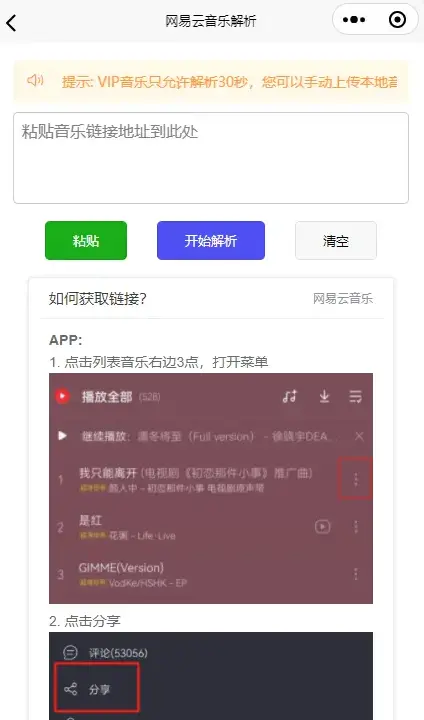 网易云音乐解析
提示: VIP音乐只允许解析30秒，您可以手动上传本地音
粘贴音乐链接地址到此处
粘贴
开始解析
清空
如何获取链接?
网易云音乐
APP:
1. 点击列表音乐右边3点，打开菜单
播放全部 (528)
继续播放: 凛冬将至（Full version） - 徐镇宇DEA...
1 我只能离开 (电视剧《初恋那件小事》推广曲)
颜人中 - 初恋那件小事 电视剧原声带
2 是红
花粥 - Life·Live
3 GIMME(Version)
VodKe/HSHK - EP
2. 点击分享
评论(53056)
分享